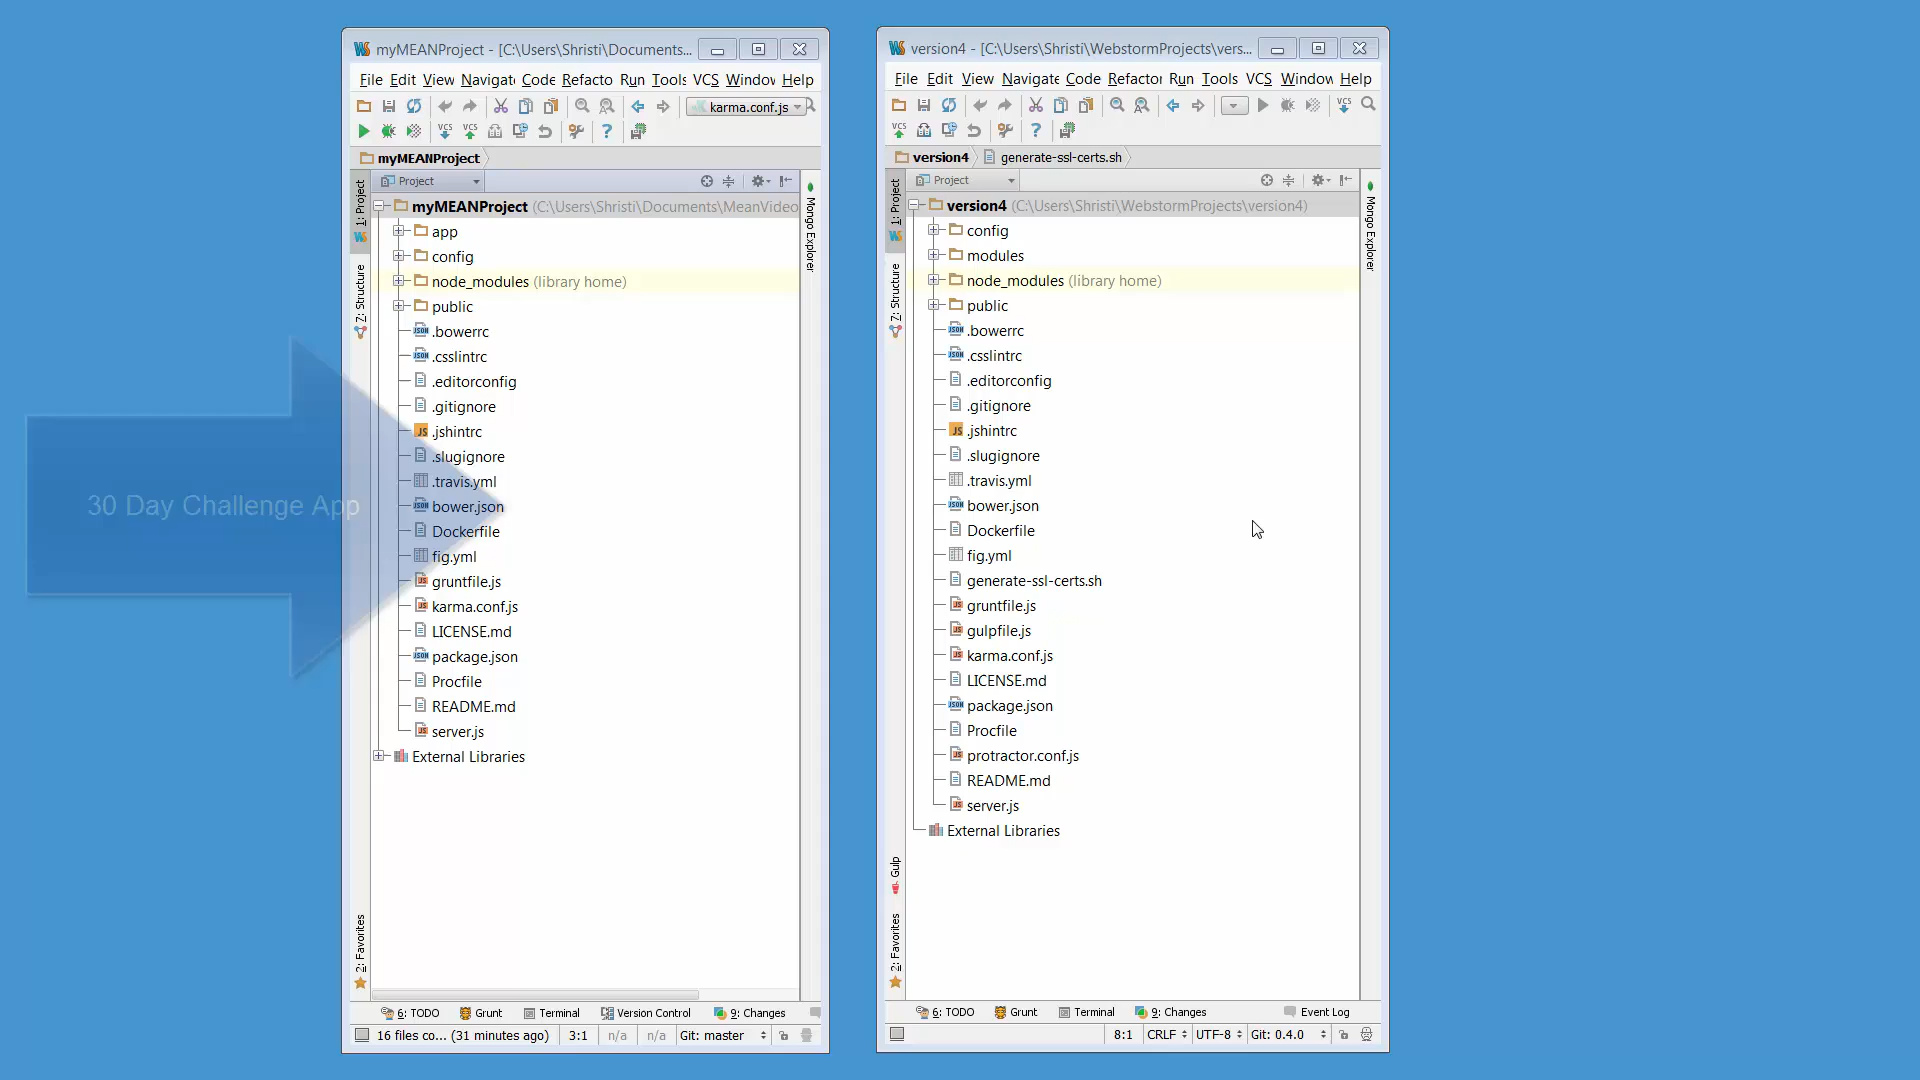 myMEANProject - [C:\Users\Shristi\Documents...
File Edit View Navigat Code Refacto Run Tools VCS Window Help
karma.conf.js
VCS VCS
myMEANProject
Project
1: Project
Z: Structure
2: Favorites
Mongo Explorer
myMEANProject (C:\Users\Shristi\Documents\MeanVideo
app
config
node_modules (library home)
public
.bowerrc
.csslintrc
.editorconfig
.gitignore
.jshintrc
.slugignore
.travis.yml
bower.json
Dockerfile
fig.yml
gruntfile.js
karma.conf.js
LICENSE.md
package.json
Procfile
README.md
server.js
External Libraries
6: TODO Grunt Terminal Version Control 9: Changes
16 files co... (31 minutes ago) 3:1 n/a n/a Git: master
30 Day Challenge App
version4 - [C:\Users\Shristi\WebstormProjects\vers...
File Edit View Navigate Code Refactor Run Tools VCS Window Help
VCS
VCS
version4 generate-ssl-certs.sh
Project
1: Project
Z: Structure
Gulp
2: Favorites
Mongo Explorer
version4 (C:\Users\Shristi\WebstormProjects\version4)
config
modules
node_modules (library home)
public
.bowerrc
.csslintrc
.editorconfig
.gitignore
.jshintrc
.slugignore
.travis.yml
bower.json
Dockerfile
fig.yml
generate-ssl-certs.sh
gruntfile.js
gulpfile.js
karma.conf.js
LICENSE.md
package.json
Procfile
protractor.conf.js
README.md
server.js
External Libraries
6: TODO Grunt Terminal 9: Changes Event Log
8:1 CRLF UTF-8 Git: 0.4.0